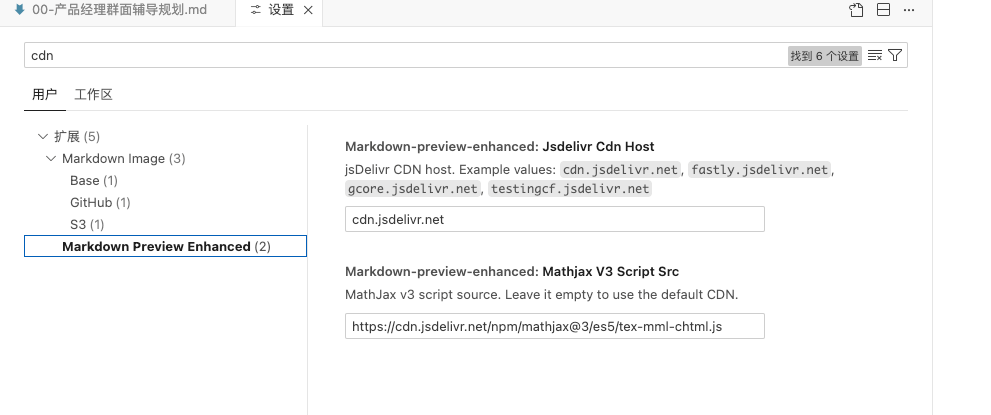 00-产品经理群面辅导规划.md
设置
cdn
找到 6 个设置
用户 工作区
扩展 (5)
Markdown Image (3)
Base (1)
GitHub (1)
S3 (1)
Markdown Preview Enhanced (2)
Markdown-preview-enhanced: Jsdelivr Cdn Host
jsDelivr CDN host. Example values: cdn.jsdelivr.net, fastly.jsdelivr.net,
gcore.jsdelivr.net, testingcf.jsdelivr.net
cdn.jsdelivr.net
Markdown-preview-enhanced: Mathjax V3 Script Src
MathJax v3 script source. Leave it empty to use the default CDN.
https://cdn.jsdelivr.net/npm/mathjax@3/es5/tex-mml-chtml.js